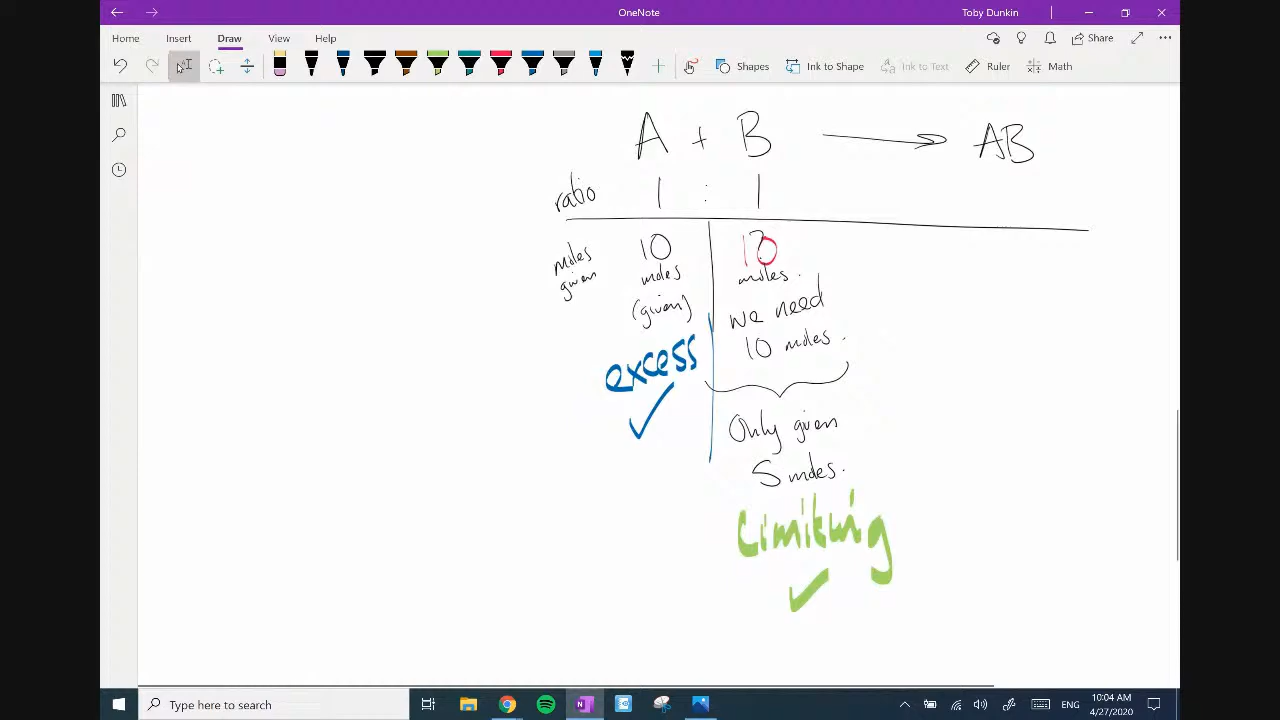 OneNote
Toby Dunkin
Home Insert Draw View Help
Share
Shapes Ink to Shape Ink to Text Ruler Math
A + B → AB
ratio 1 : 1
moles given
10 moles (given)
excess
10 moles.
we need
10 moles.
Only given
5 moles.
Limiting
Type here to search
ENG
10:04 AM
4/27/2020